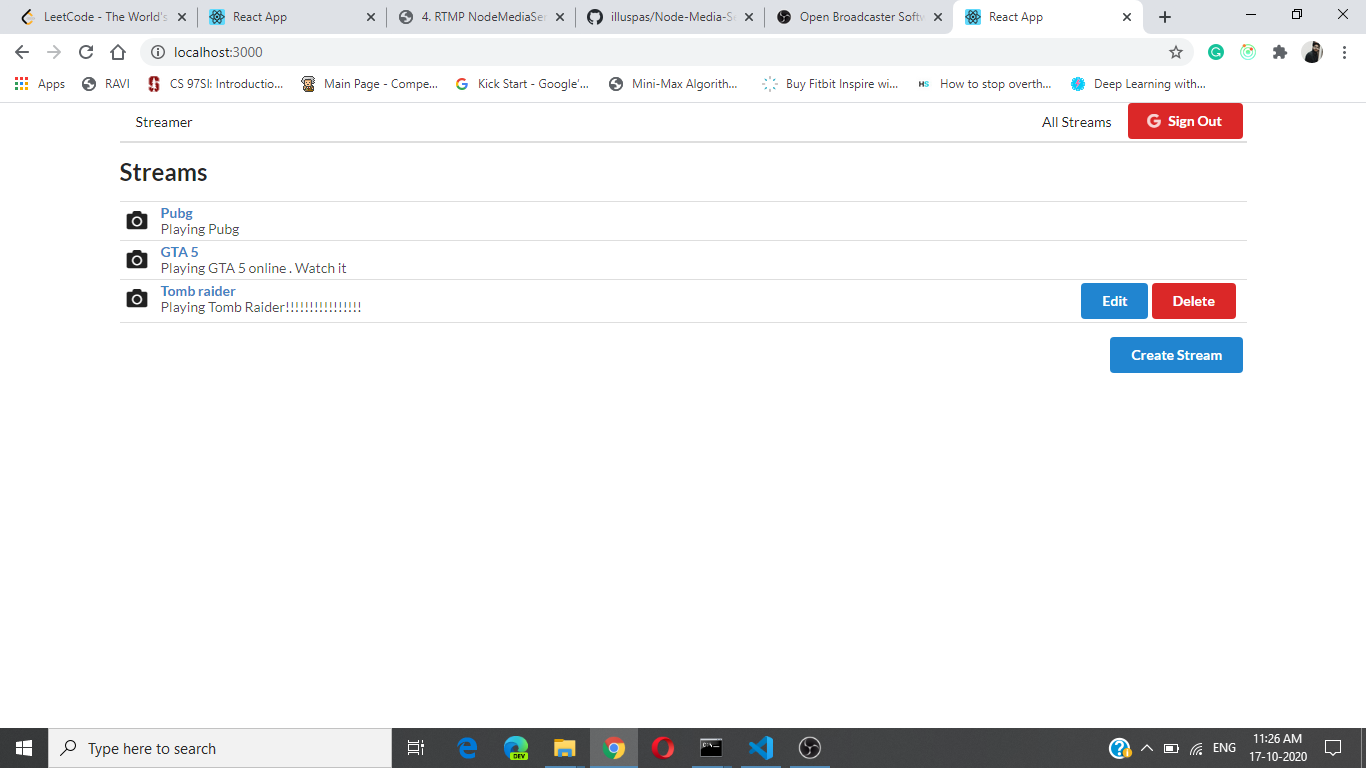 LeetCode - The World's
React App
4. RTMP NodeMediaSe
illuspas/Node-Media-S
Open Broadcaster Softw
React App
localhost:3000
Apps
RAVI
CS 97SI: Introductio...
Main Page - Compe...
Kick Start - Google'...
Mini-Max Algorith...
Buy Fitbit Inspire wi...
HS
How to stop overth...
Deep Learning with...
Streamer
All Streams
Sign Out
Streams
Pubg
Playing Pubg
GTA 5
Playing GTA 5 online . Watch it
Tomb raider
Playing Tomb Raider!!!!!!!!!!!!!!!!
Edit
Delete
Create Stream
Type here to search
DEV
ENG
11:26 AM
17-10-2020